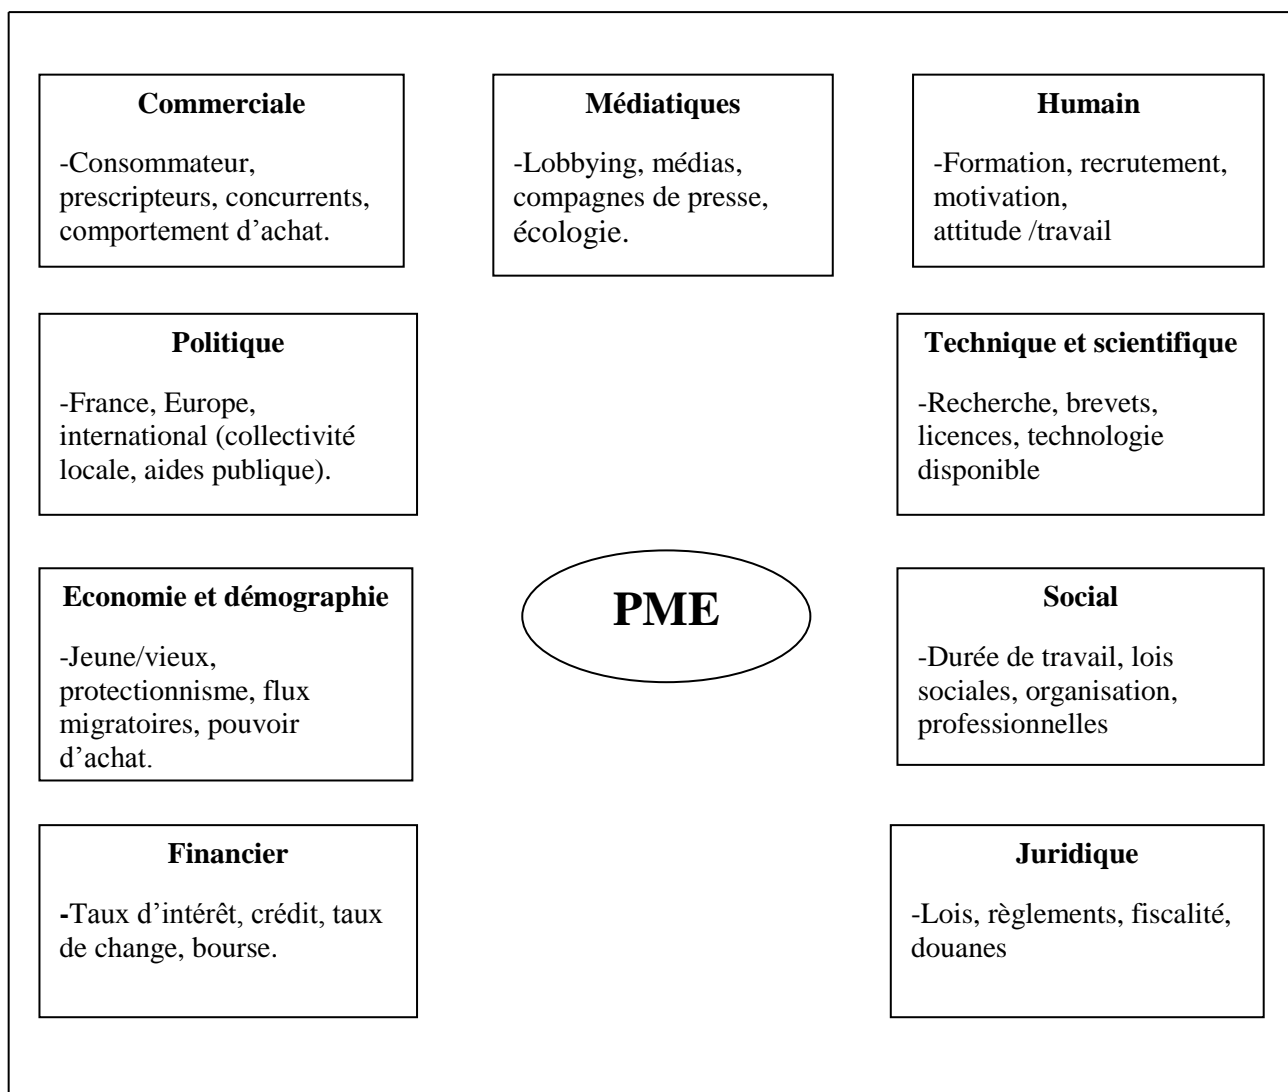 Commerciale
-Consommateur,
prescripteurs, concurrents,
comportement d’achat.
Médiatiques
-Lobbying, médias,
compagnes de presse,
écologie.
Humain
-Formation, recrutement,
motivation,
attitude /travail
Politique
-France, Europe,
international (collectivité
locale, aides publique).
Technique et scientifique
-Recherche, brevets,
licences, technologie
disponible
Economie et démographie
-Jeune/vieux,
protectionnisme, flux
migratoires, pouvoir
d’achat.
PME
Social
-Durée de travail, lois
sociales, organisation,
professionnelles
Financier
-Taux d’intérêt, crédit, taux
de change, bourse.
Juridique
-Lois, règlements, fiscalité,
douanes